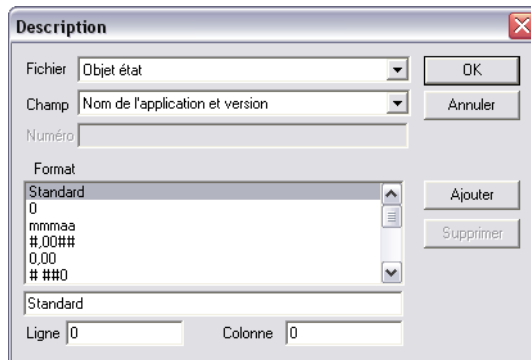 Description
Fichier Objet état OK
Champ Nom de l'application et version Annuler
Numéro
Format
Standard Ajouter
0
mmmaa
#,00## Supprimer
0,00
# ##0
Standard
Ligne 0 Colonne 0